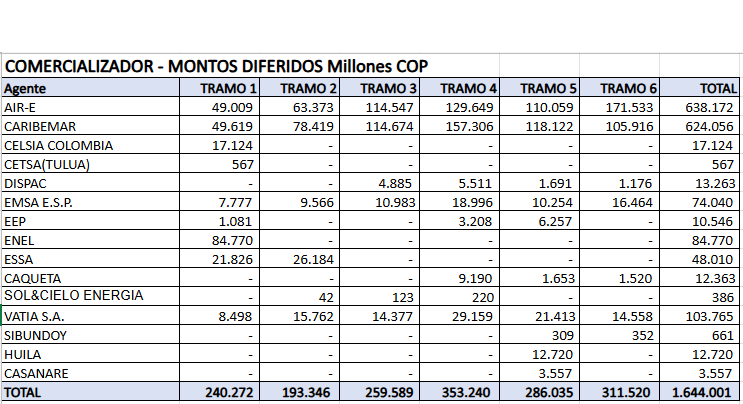 COMERCIALIZADOR - MONTOS DIFERIDOS Millones COP
Agente TRAMO 1 TRAMO 2 TRAMO 3 TRAMO 4 TRAMO 5 TRAMO 6 TOTAL
AIR-E 49.009 63.373 114.547 129.649 110.059 171.533 638.172
CARIBEMAR 49.619 78.419 114.674 157.306 118.122 105.916 624.056
CELSIA COLOMBIA 17.124 - - - - - 17.124
CETSA(TULUA) 567 - - - - - 567
DISPAC - - 4.885 5.511 1.691 1.176 13.263
EMSA E.S.P. 7.777 9.566 10.983 18.996 10.254 16.464 74.040
EEP 1.081 - - 3.208 6.257 - 10.546
ENEL 84.770 - - - - - 84.770
ESSA 21.826 26.184 - - - - 48.010
CAQUETA - - - 9.190 1.653 1.520 12.363
SOL&CIELO ENERGIA - 42 123 220 - - 386
VATIA S.A. 8.498 15.762 14.377 29.159 21.413 14.558 103.765
SIBUNDOY - - - - 309 352 661
HUILA - - - - 12.720 - 12.720
CASANARE - - - - 3.557 - 3.557
TOTAL 240.272 193.346 259.589 353.240 286.035 311.520 1.644.001